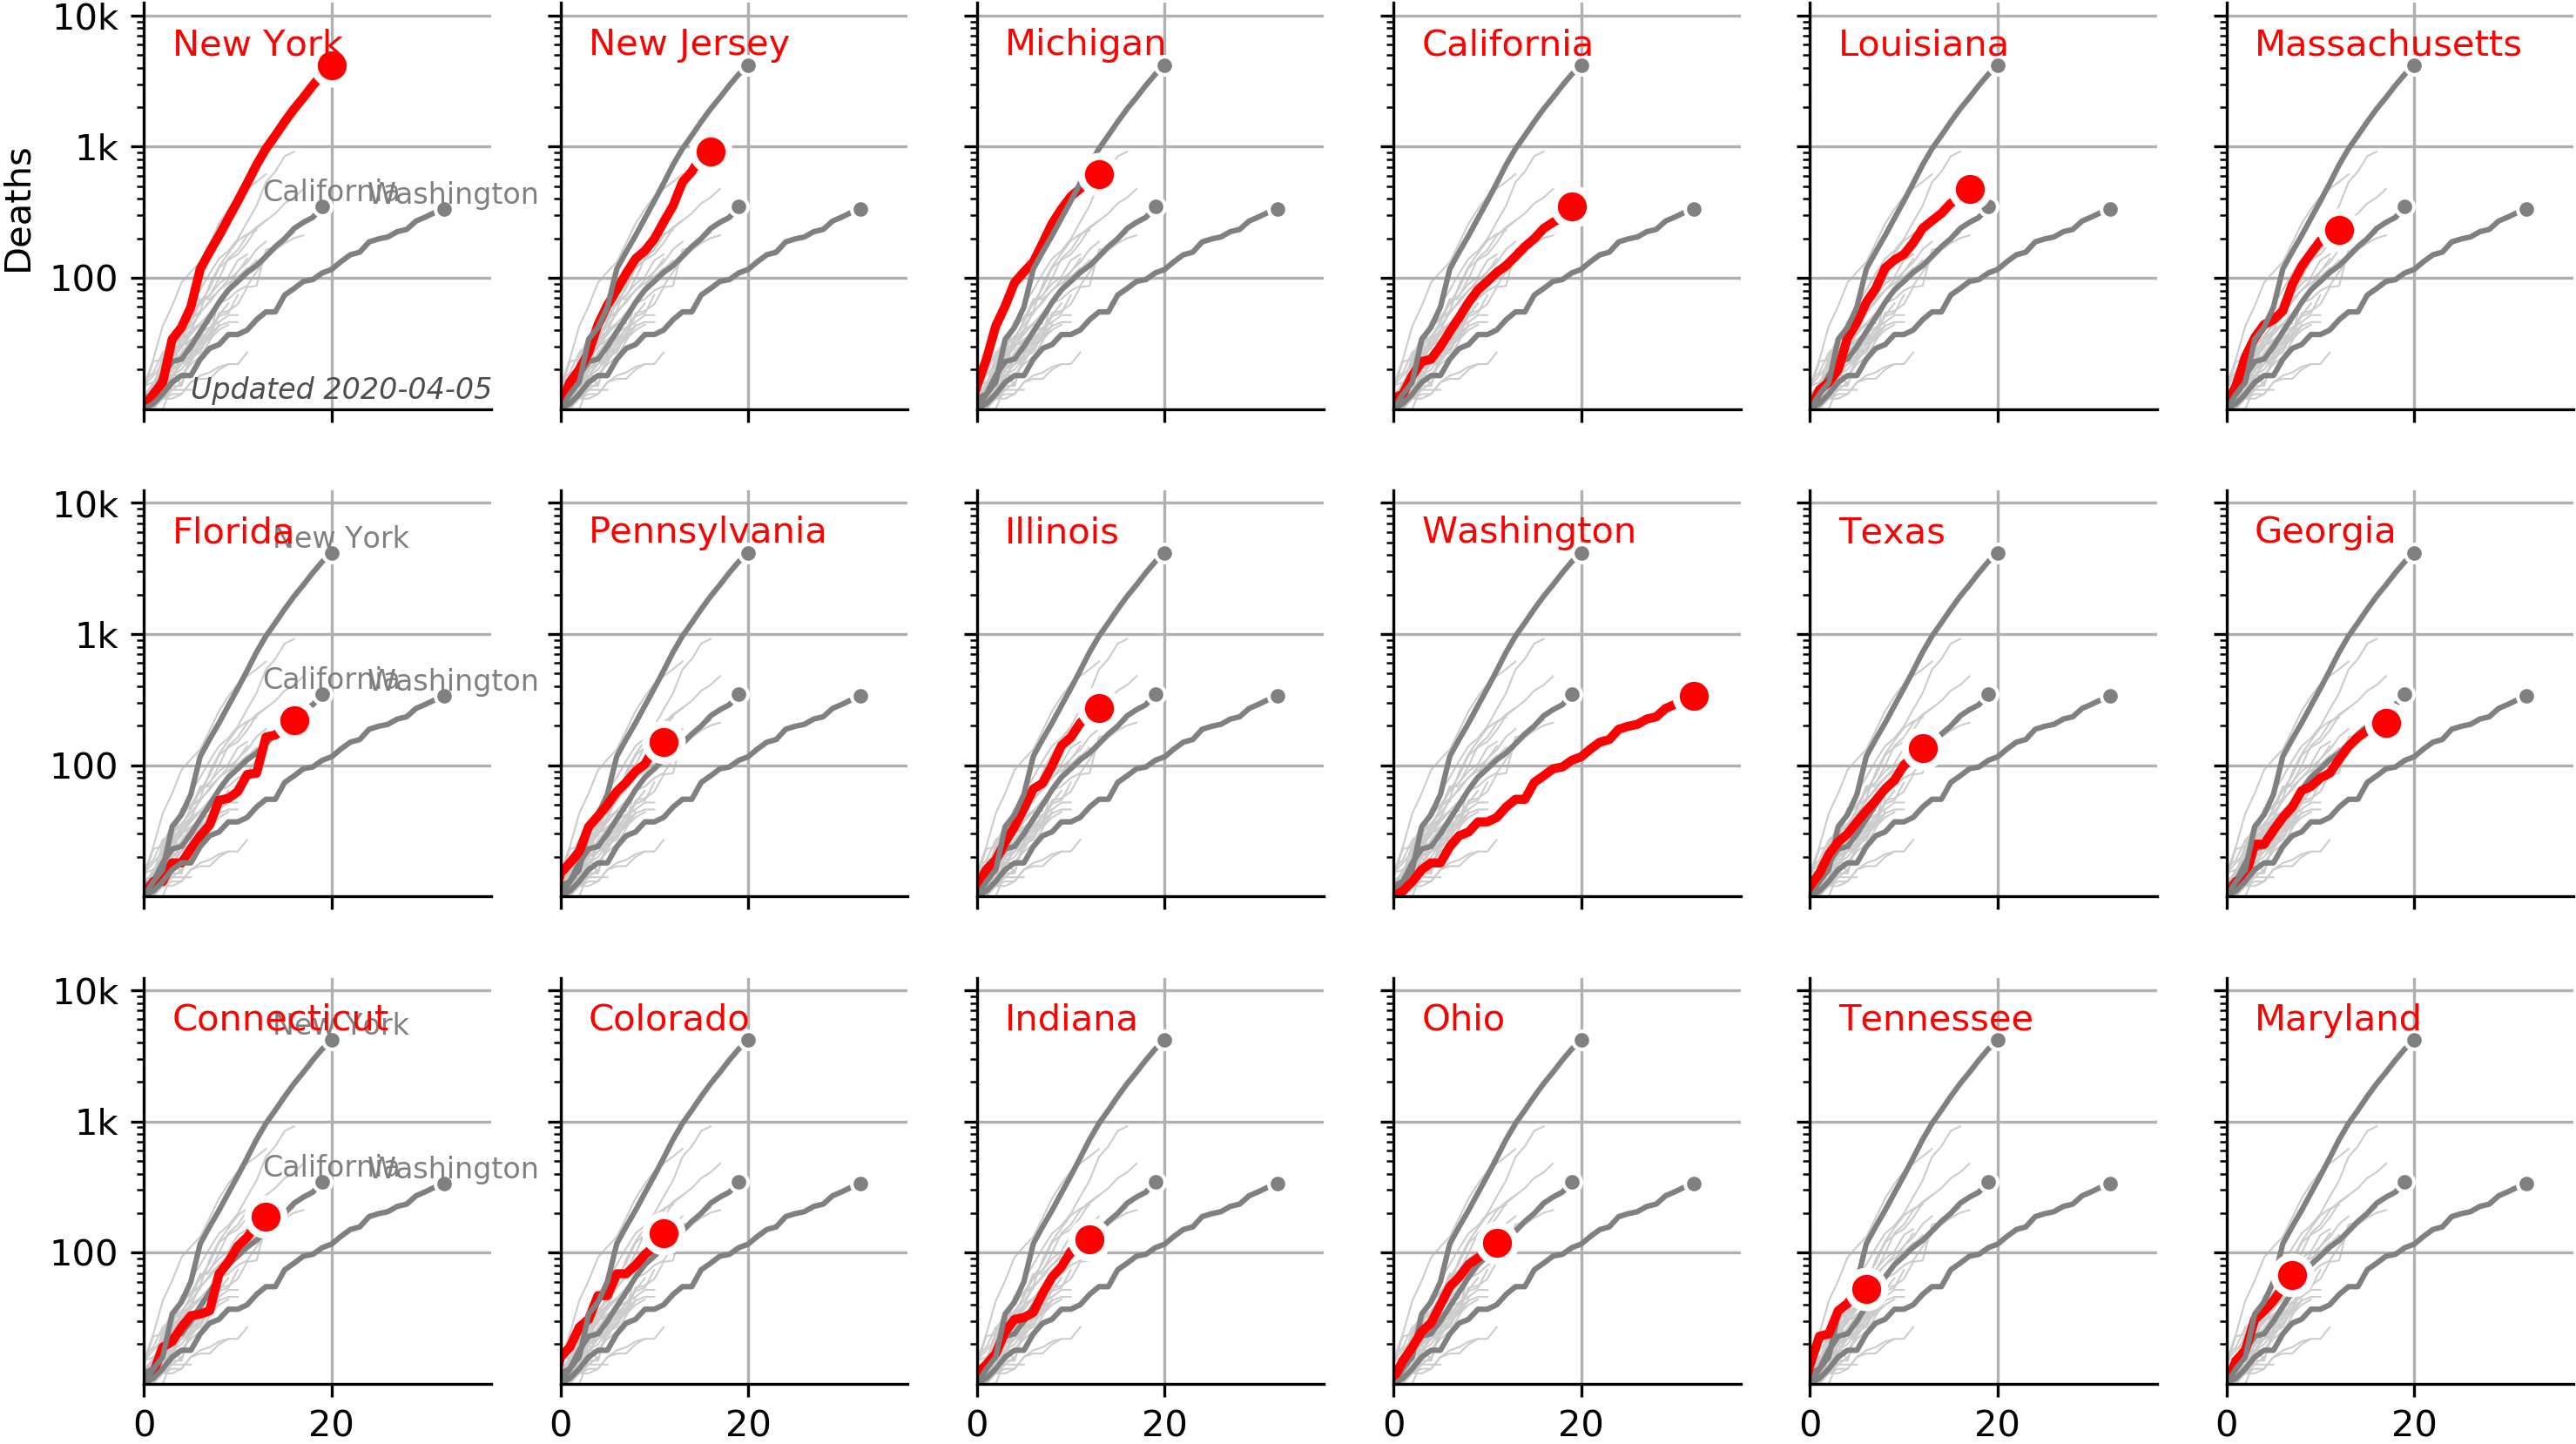 10k
New York
New Jersey
Michigan
California
Louisiana
Massachusetts
1k
Deaths
California
Washington
100
Updated 2020-04-05
10k
Florida
New York
Pennsylvania
Illinois
Washington
Texas
Georgia
1k
California
Washington
100
10k
Connecticut
New York
Colorado
Indiana
Ohio
Tennessee
Maryland
1k
California
Washington
100
0 20 0 20 0 20 0 20 0 20 0 20